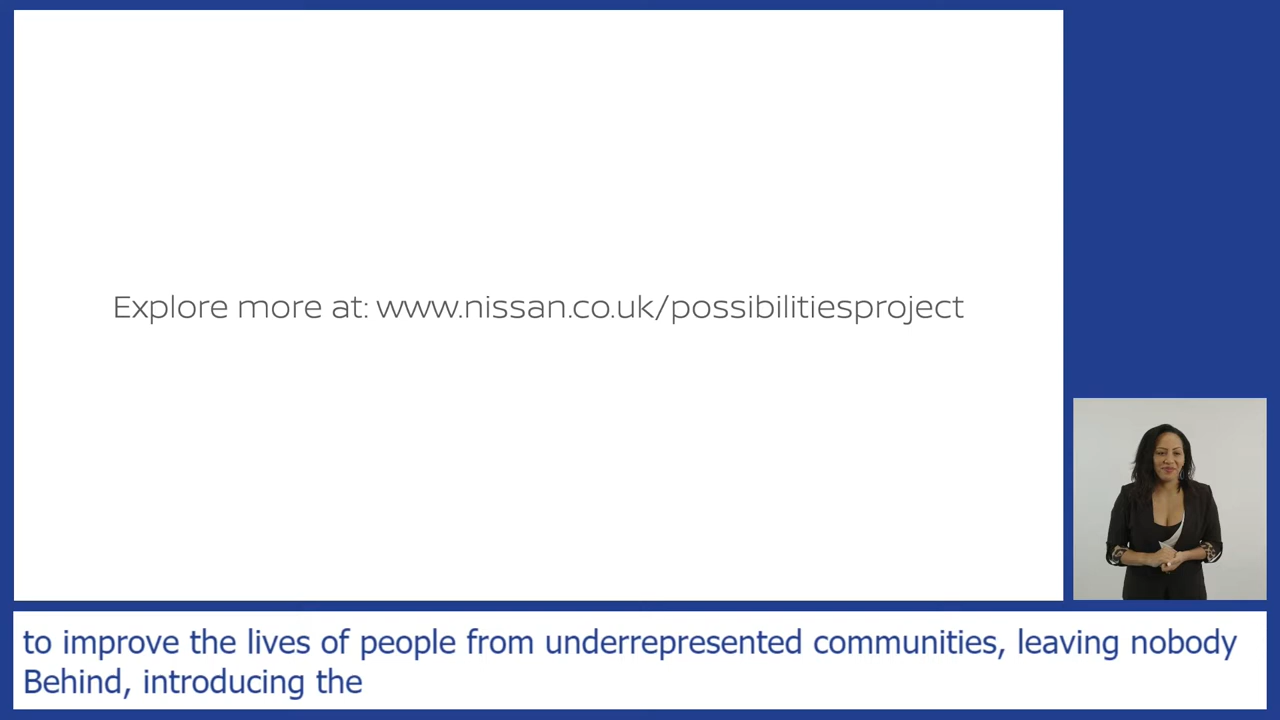 Explore more at: www.nissan.co.uk/possibilitiesproject
to improve the lives of people from underrepresented communities, leaving nobody
Behind, introducing the